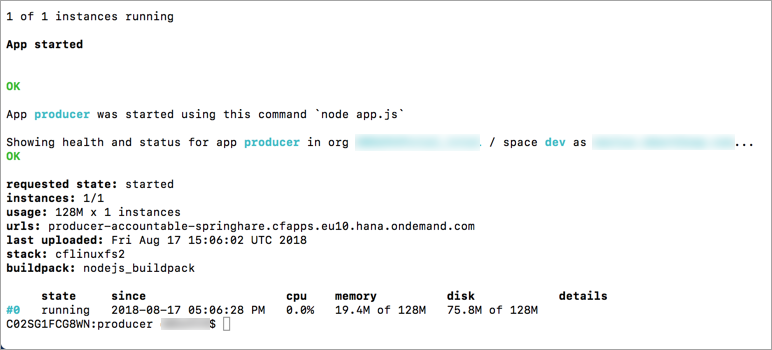 1 of 1 instances running
App started
OK
App producer was started using this command `node app.js`
Showing health and status for app producer in org / space dev as ...
OK
requested state: started
instances: 1/1
usage: 128M x 1 instances
urls: producer-accountable-springhare.cfapps.eu10.hana.ondemand.com
last uploaded: Fri Aug 17 15:06:02 UTC 2018
stack: cflinuxfs2
buildpack: nodejs_buildpack
state since cpu memory disk details
#0 running 2018-08-17 05:06:28 PM 0.0% 19.4M of 128M 75.8M of 128M
C02SG1FCG8WN:producer $